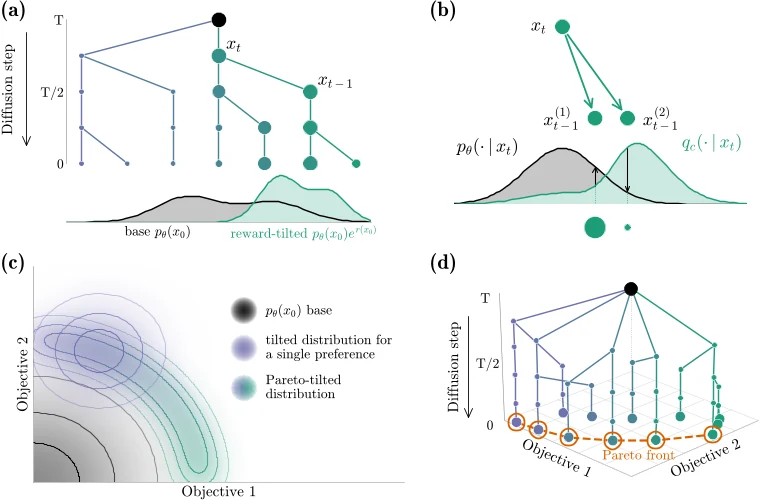 (a)
T
x_t
x_{t−1}
Diffusion step
T/2
0
base p_θ(x_0)
reward-tilted p_θ(x_0)e^{r(x_0)}
(b)
x_t
x_{t−1}^{(1)}
x_{t−1}^{(2)}
p_θ(· | x_t)
q_c(· | x_t)
(c)
Objective 2
Objective 1
p_θ(x_0) base
tilted distribution for
a single preference
Pareto-tilted
distribution
(d)
T
Diffusion step
T/2
0
Pareto front
Objective 1
Objective 2